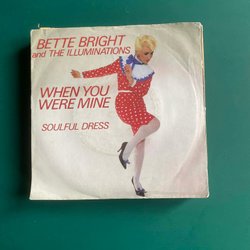 BETTE BRIGHT
and THE ILLUMINATIONS
WHEN YOU
WERE MINE
SOULFUL DRESS